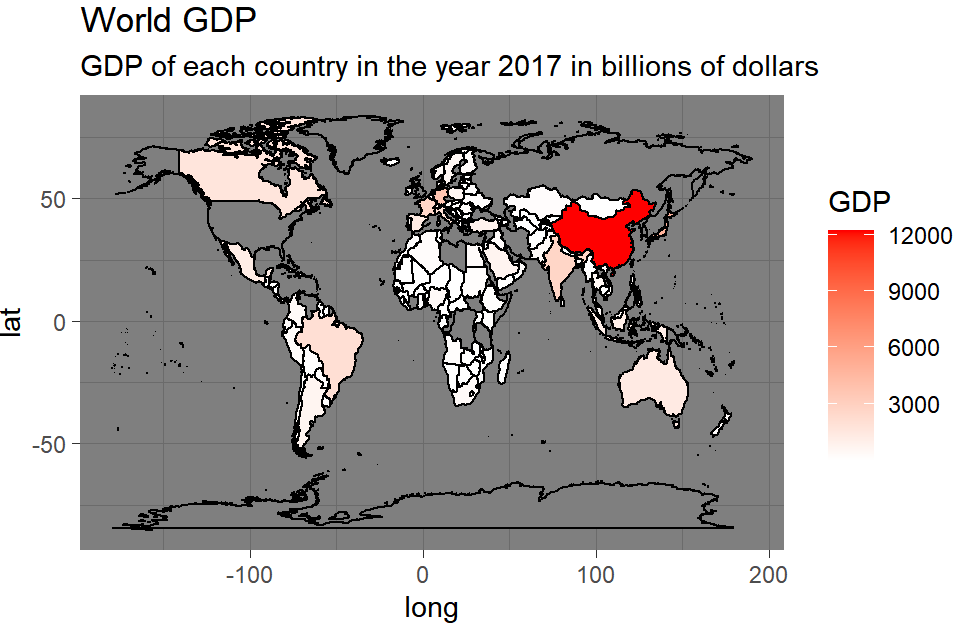 World GDP
GDP of each country in the year 2017 in billions of dollars
GDP
12000
9000
6000
3000
50
0
-50
lat
-100 0 100 200
long